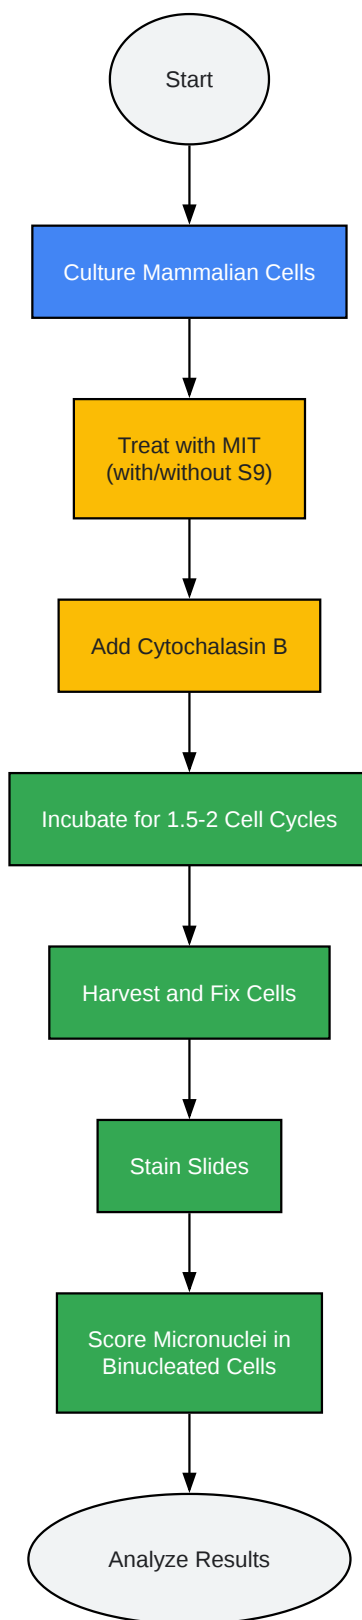 Start
Culture Mammalian Cells
Treat with MIT
(with/without S9)
Add Cytochalasin B
Incubate for 1.5-2 Cell Cycles
Harvest and Fix Cells
Stain Slides
Score Micronuclei in
Binucleated Cells
Analyze Results